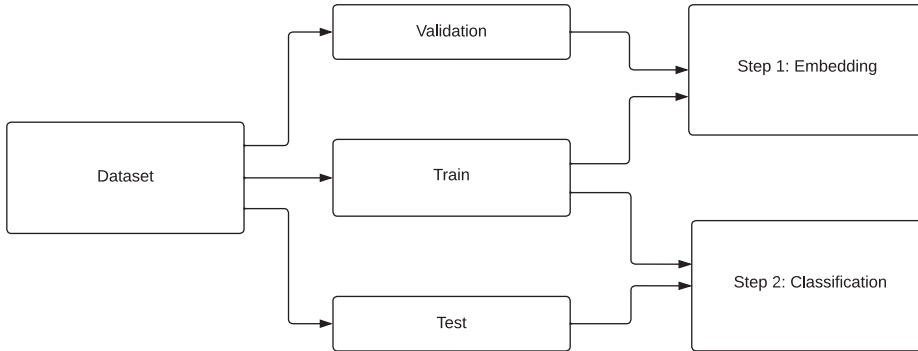 Validation
Step 1: Embedding
Dataset
Train
Step 2: Classification
Test